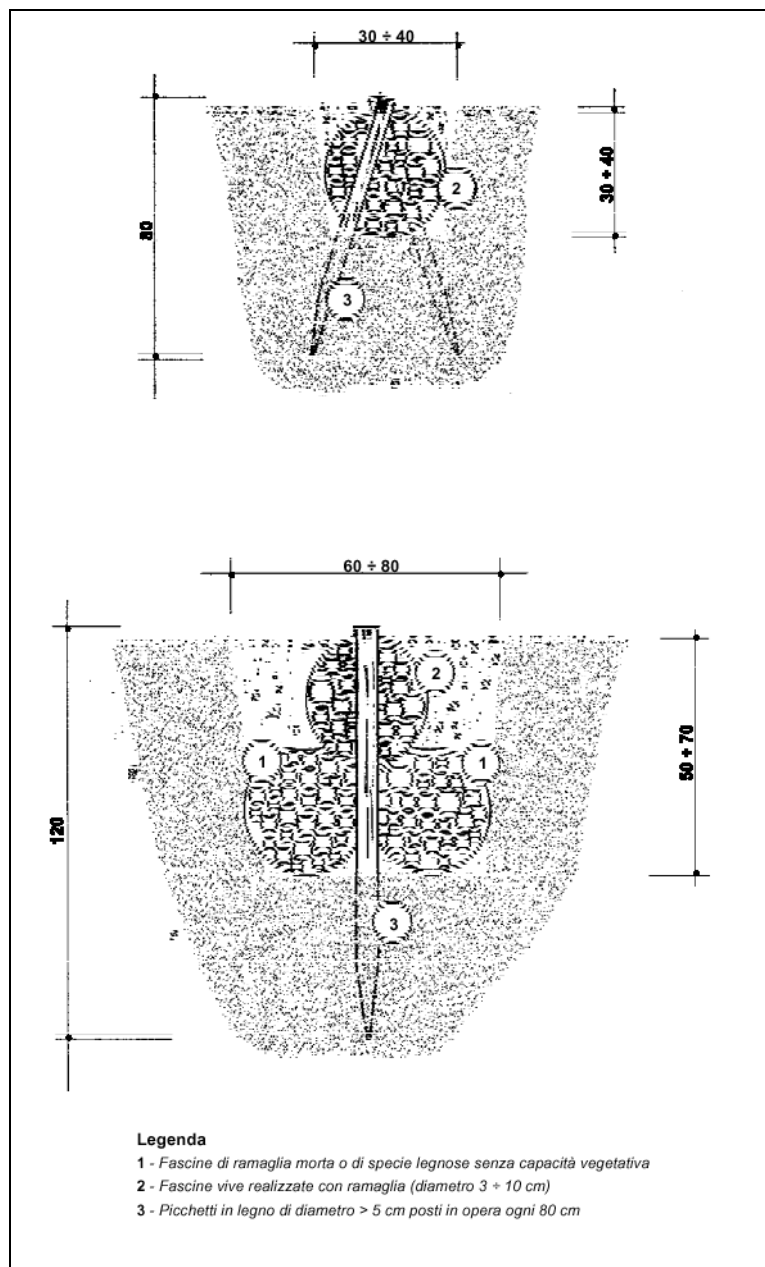 30 ÷ 40
80
30 ÷ 40
2
3
60 ÷ 80
120
50 ÷ 70
2
1
1
3
Legenda
1 - Fascine di ramaglia morta o di specie legnose senza capacità vegetativa
2 - Fascine vive realizzate con ramaglia (diametro 3 ÷ 10 cm)
3 - Picchetti in legno di diametro > 5 cm posti in opera ogni 80 cm